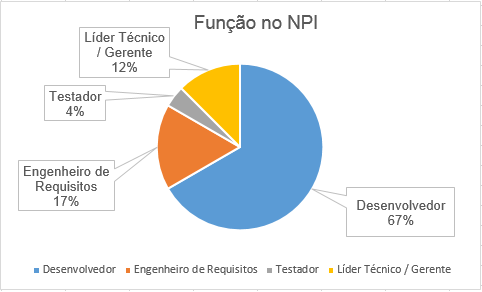 Função no NPI
Líder Técnico
/ Gerente
12%
Testador
4%
Engenheiro de
Requisitos
17%
Desenvolvedor
67%
Desenvolvedor
Engenheiro de Requisitos
Testador
Líder Técnico / Gerente